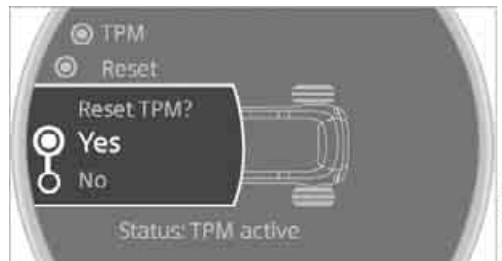 TPM
Reset
Reset TPM?
Yes
No
Status: TPM active